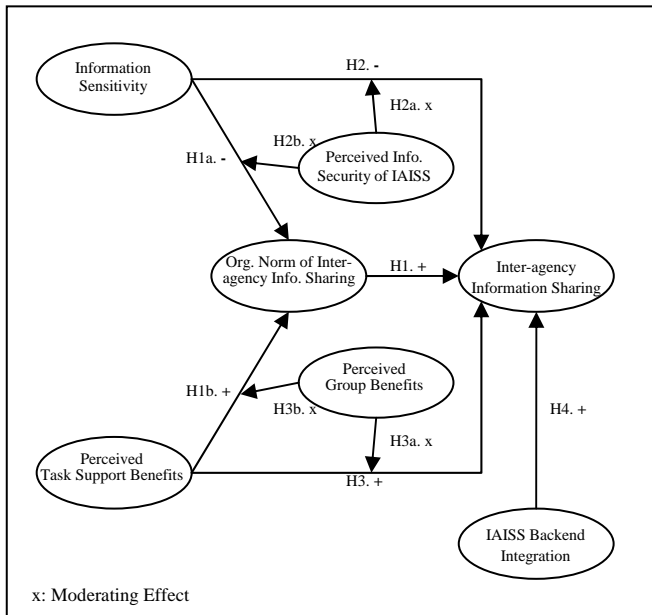 Information
Sensitivity
H2. -
H2a. x
H2b. x
H1a. -
Perceived Info.
Security of IAISS
Org. Norm of Inter-
agency Info. Sharing
H1. +
Inter-agency
Information Sharing
Perceived
Group Benefits
H1b. +
H3b. x
H3a. x
H4. +
Perceived
Task Support Benefits
H3. +
IAISS Backend
Integration
x: Moderating Effect